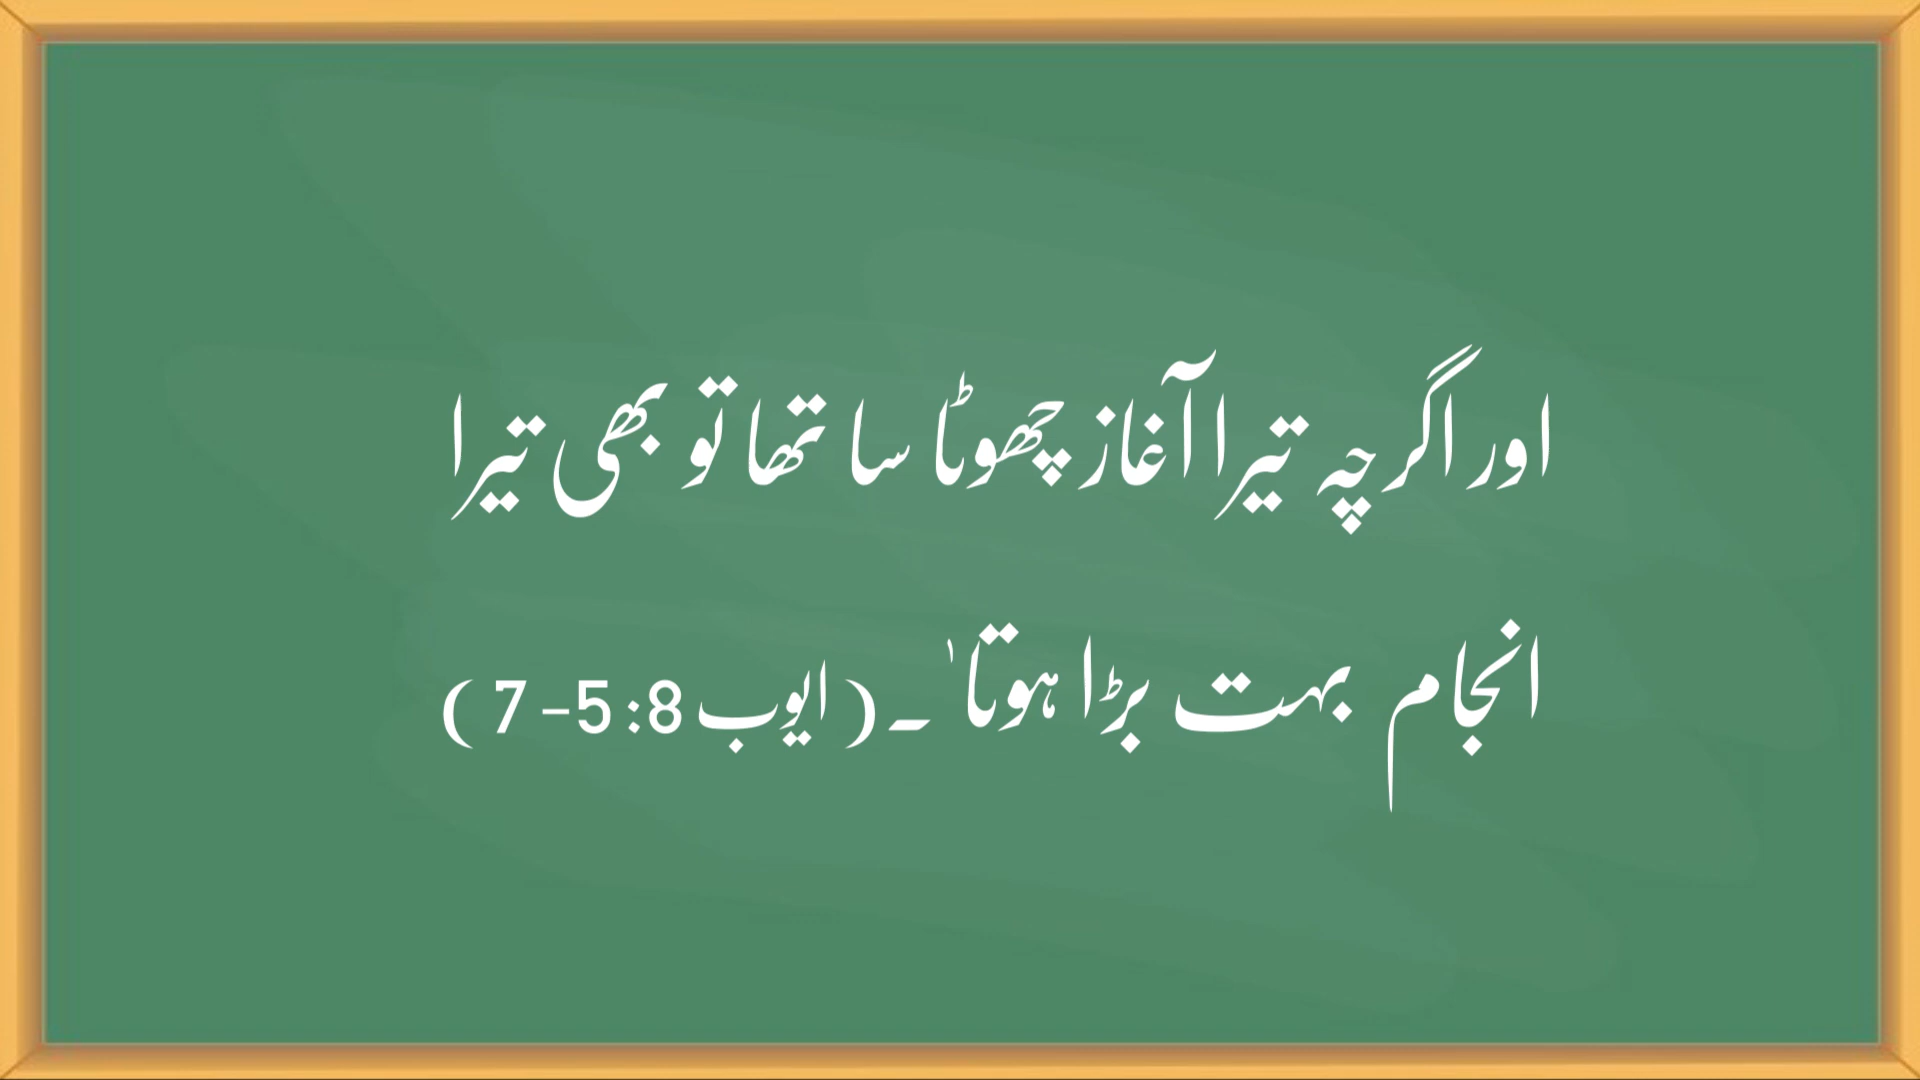 اور اگرچہ تیرا آغاز چھوٹا سا تھا تو بھی تیرا
انجام بہت بڑا ہوتا'۔ (ایوب 8: 5– 7 )